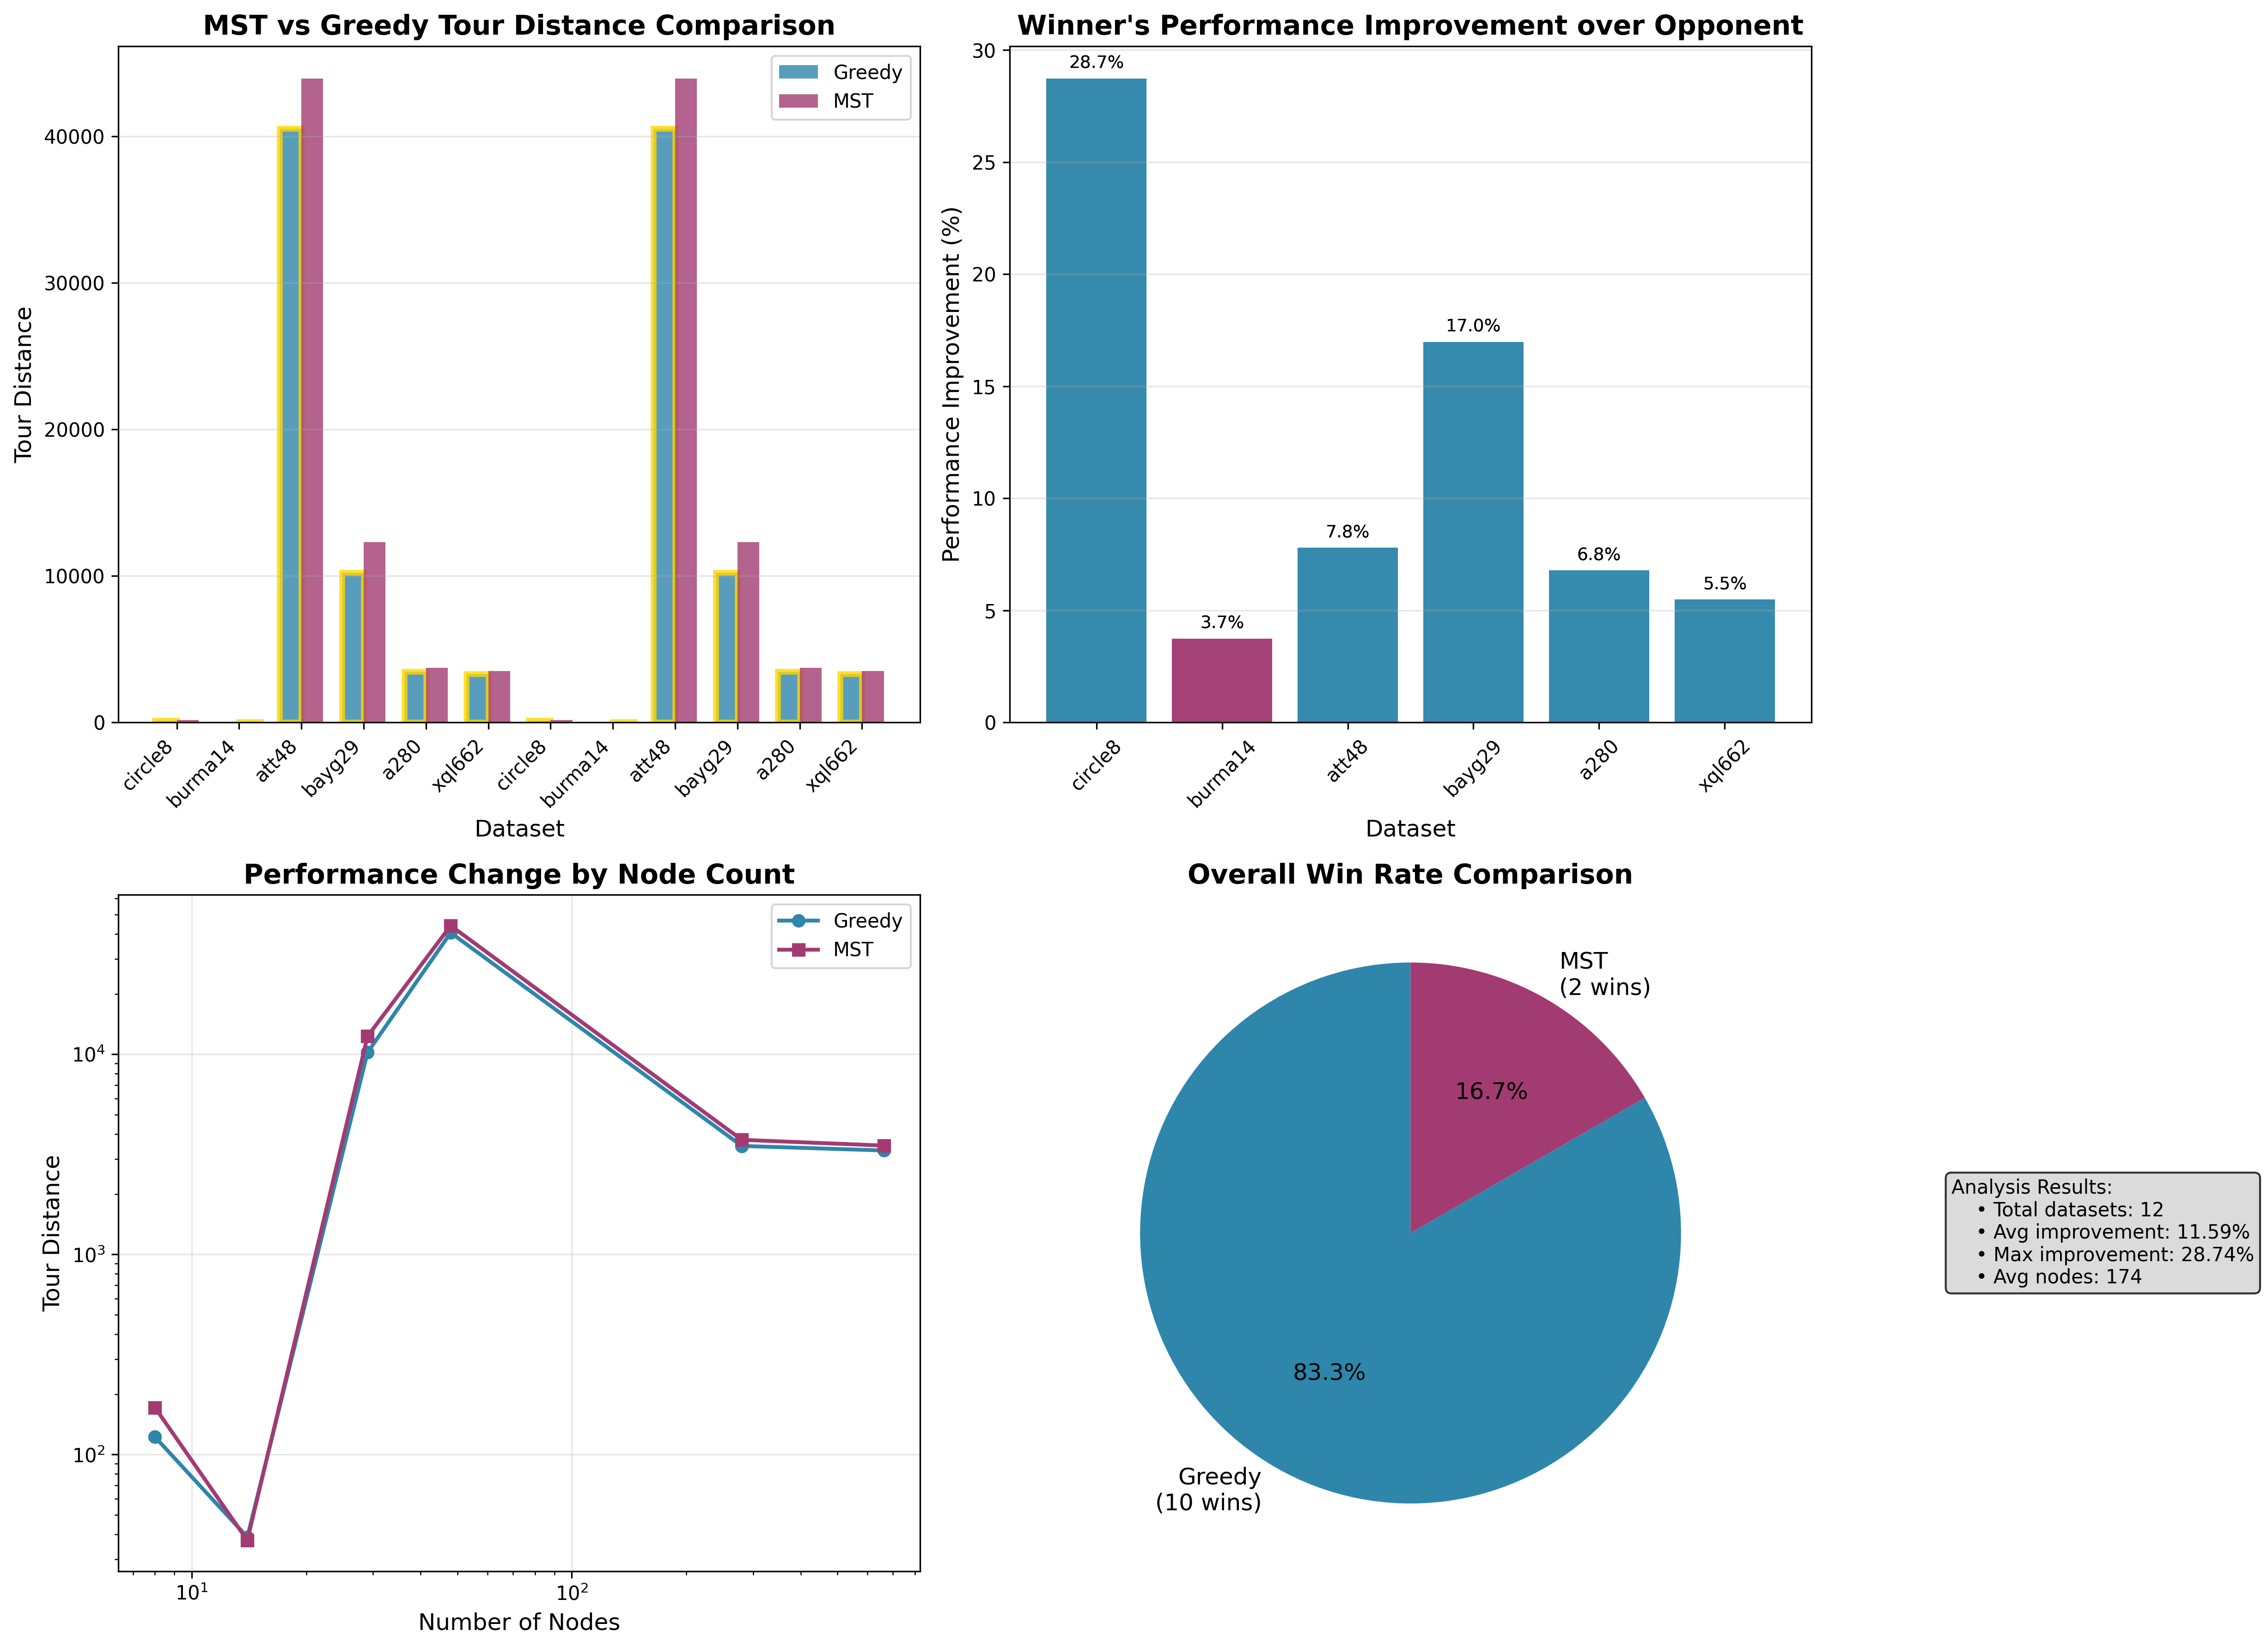 MST vs Greedy Tour Distance Comparison
Greedy
MST
Tour Distance
40000
30000
20000
10000
0
circle8
burma14
att48
bayg29
a280
xql662
circle8
burma14
att48
bayg29
a280
xql662
Dataset
Winner's Performance Improvement over Opponent
Performance Improvement (%)
30
25
20
15
10
5
0
28.7%
3.7%
7.8%
17.0%
6.8%
5.5%
circle8
burma14
att48
bayg29
a280
xql662
Dataset
Performance Change by Node Count
Greedy
MST
Tour Distance
10⁴
10³
10²
10¹
10²
Number of Nodes
Overall Win Rate Comparison
MST
(2 wins)
16.7%
83.3%
Greedy
(10 wins)
Analysis Results:
• Total datasets: 12
• Avg improvement: 11.59%
• Max improvement: 28.74%
• Avg nodes: 174